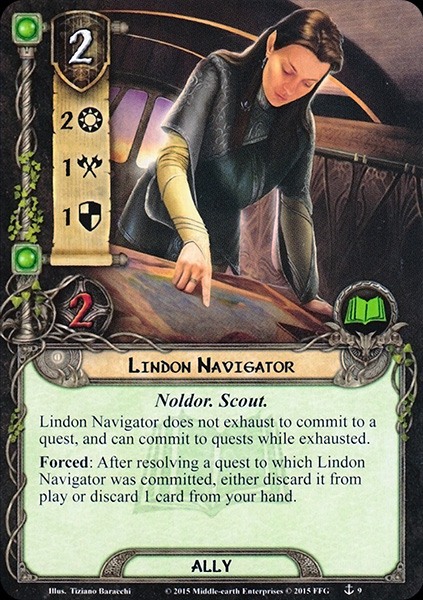 2
2
1
1
2
Lindon Navigator
Noldor. Scout.
Lindon Navigator does not exhaust to commit to a
quest, and can commit to quests while exhausted.
Forced: After resolving a quest to which Lindon
Navigator was committed, either discard it from
play or discard 1 card from your hand.
ALLY
Illus. Tiziano Baracchi © 2015 Middle-earth Enterprises © 2015 FFG 9